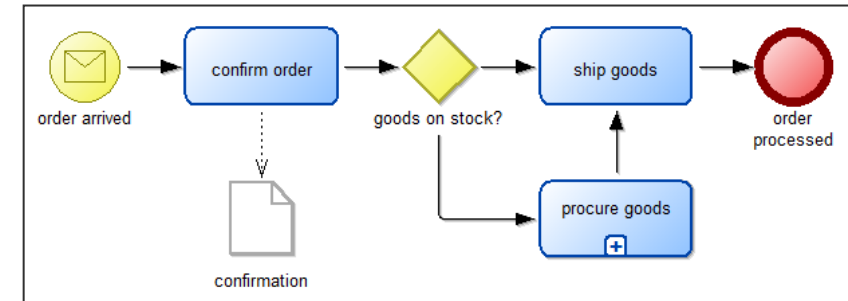 order arrived
confirm order
goods on stock?
ship goods
order
processed
procure goods
confirmation